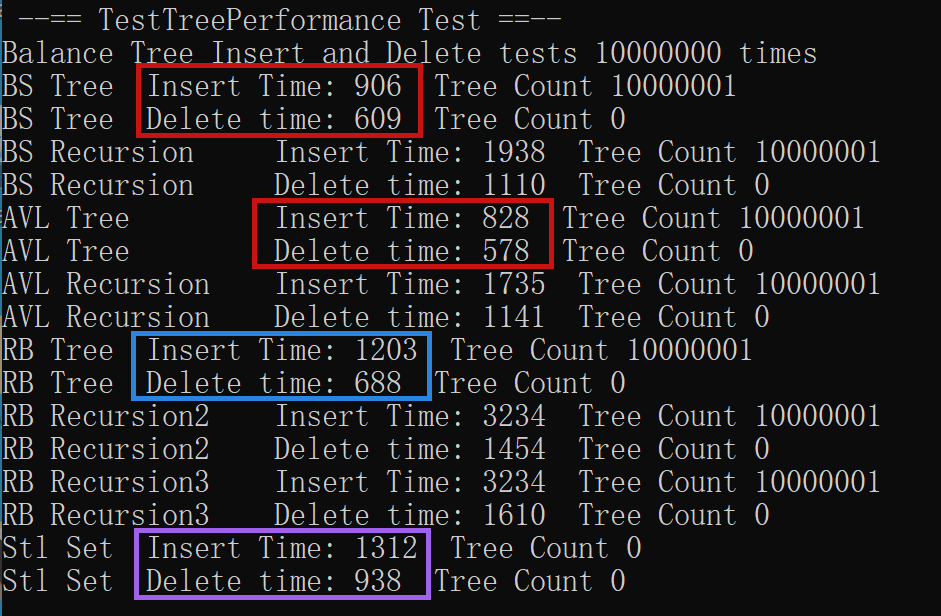 --== TestTreePerformance Test ==--
Balance Tree Insert and Delete tests 10000000 times
BS Tree Insert Time: 906 Tree Count 10000001
BS Tree Delete time: 609 Tree Count 0
BS Recursion Insert Time: 1938 Tree Count 10000001
BS Recursion Delete time: 1110 Tree Count 0
AVL Tree Insert Time: 828 Tree Count 10000001
AVL Tree Delete time: 578 Tree Count 0
AVL Recursion Insert Time: 1735 Tree Count 10000001
AVL Recursion Delete time: 1141 Tree Count 0
RB Tree Insert Time: 1203 Tree Count 10000001
RB Tree Delete time: 688 Tree Count 0
RB Recursion2 Insert Time: 3234 Tree Count 10000001
RB Recursion2 Delete time: 1454 Tree Count 0
RB Recursion3 Insert Time: 3234 Tree Count 10000001
RB Recursion3 Delete time: 1610 Tree Count 0
Stl Set Insert Time: 1312 Tree Count 0
Stl Set Delete time: 938 Tree Count 0